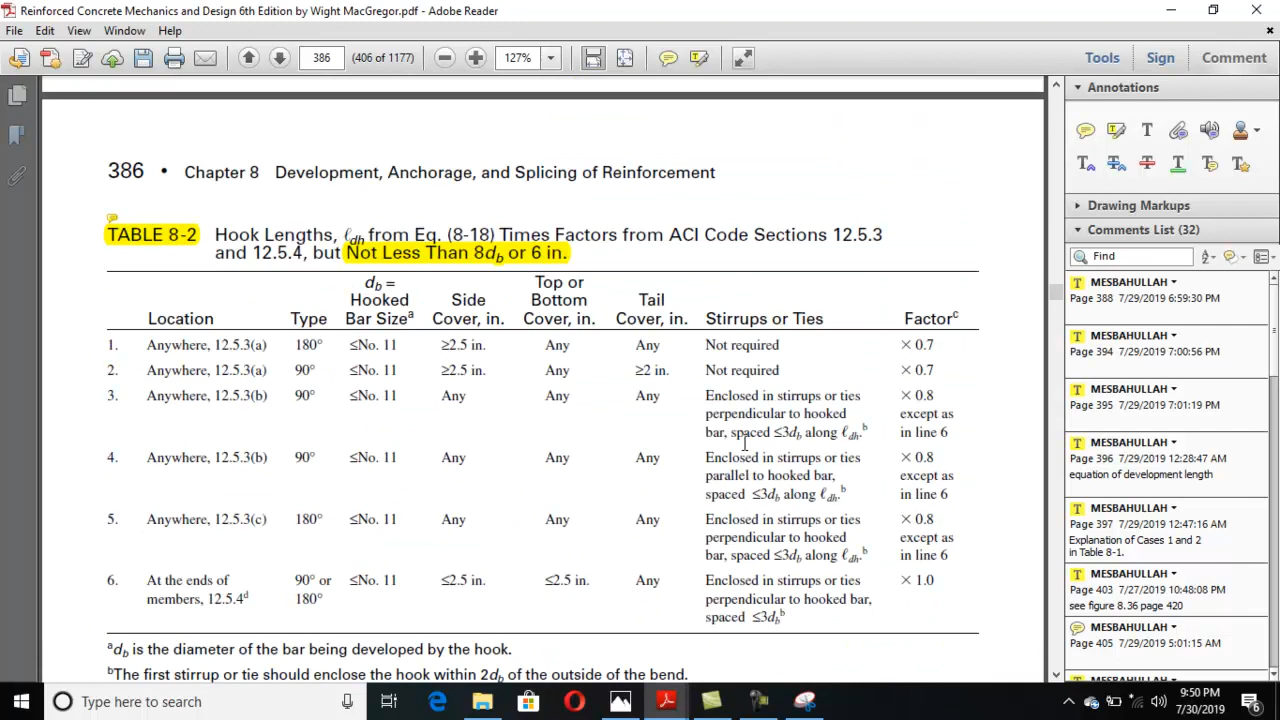 Reinforced Concrete Mechanics and Design 6th Edition by Wight MacGregor.pdf - Adobe Reader
File Edit View Window Help
386 (406 of 1177) 127% Tools Sign Comment
386 • Chapter 8 Development, Anchorage, and Splicing of Reinforcement
TABLE 8-2 Hook Lengths, ℓdh from Eq. (8-18) Times Factors from ACI Code Sections 12.5.3
and 12.5.4, but Not Less Than 8db or 6 in.
db =
Hooked Side Top or Bottom Tail
Location Type Bar Sizeᵃ Cover, in. Cover, in. Cover, in. Stirrups or Ties Factorᶜ
1. Anywhere, 12.5.3(a) 180° ≤No. 11 ≥2.5 in. Any Any Not required × 0.7
2. Anywhere, 12.5.3(a) 90° ≤No. 11 ≥2.5 in. Any ≥2 in. Not required × 0.7
3. Anywhere, 12.5.3(b) 90° ≤No. 11 Any Any Any Enclosed in stirrups or ties × 0.8
perpendicular to hooked except as
bar, spaced ≤3db along ℓdh.ᵇ in line 6
4. Anywhere, 12.5.3(b) 90° ≤No. 11 Any Any Any Enclosed in stirrups or ties × 0.8
parallel to hooked bar, except as
spaced ≤3db along ℓdh.ᵇ in line 6
5. Anywhere, 12.5.3(c) 180° ≤No. 11 Any Any Any Enclosed in stirrups or ties × 0.8
perpendicular to hooked except as
bar, spaced ≤3db along ℓdh.ᵇ in line 6
6. At the ends of 90° or ≤No. 11 ≤2.5 in. ≤2.5 in. Any Enclosed in stirrups or ties × 1.0
members, 12.5.4ᵈ 180° perpendicular to hooked bar,
spaced ≤3dbᵇ
ᵃdb is the diameter of the bar being developed by the hook.
ᵇThe first stirrup or tie should enclose the hook within 2db of the outside of the bend.
Annotations
Drawing Markups
Comments List (32)
Find
MESBAHULLAH
Page 388 7/29/2019 6:59:30 PM
MESBAHULLAH
Page 394 7/29/2019 7:00:56 PM
MESBAHULLAH
Page 395 7/29/2019 7:01:19 PM
MESBAHULLAH
Page 396 7/29/2019 12:28:47 AM
equation of development length
MESBAHULLAH
Page 397 7/29/2019 12:47:16 AM
Explanation of Cases 1 and 2
in Table 8-1.
MESBAHULLAH
Page 403 7/27/2019 10:48:08 PM
see figure 8.36 page 420
MESBAHULLAH
Page 405 7/29/2019 5:01:15 AM
Type here to search
9:50 PM
7/30/2019
6